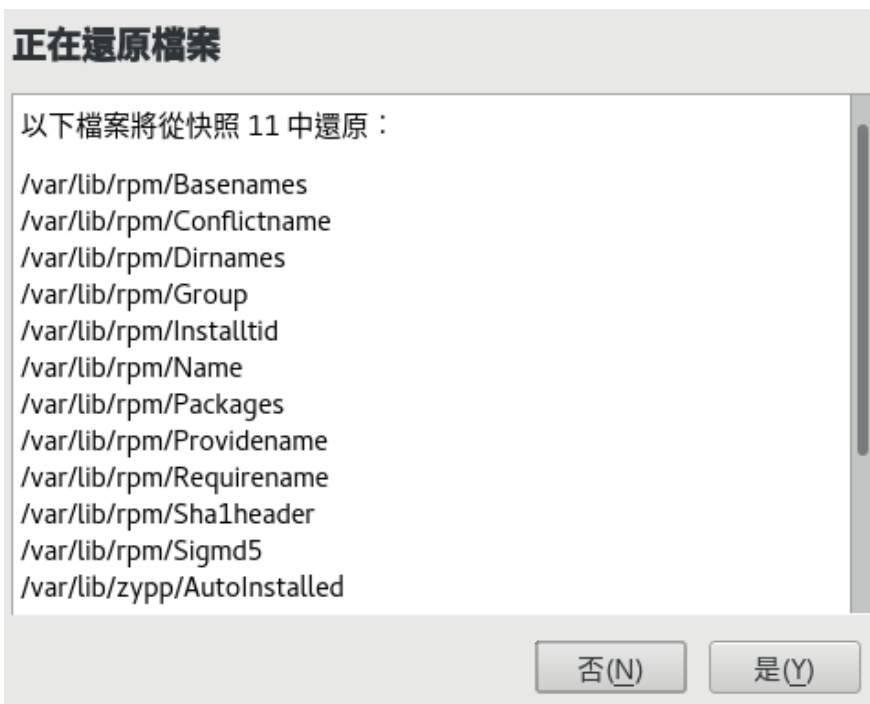 正在還原檔案
以下檔案將從快照 11 中還原：
/var/lib/rpm/Basenames
/var/lib/rpm/Conflictname
/var/lib/rpm/Dirnames
/var/lib/rpm/Group
/var/lib/rpm/Installtid
/var/lib/rpm/Name
/var/lib/rpm/Packages
/var/lib/rpm/Providename
/var/lib/rpm/Requirename
/var/lib/rpm/Sha1header
/var/lib/rpm/Sigmd5
/var/lib/zypp/AutoInstalled
否(N) 是(Y)